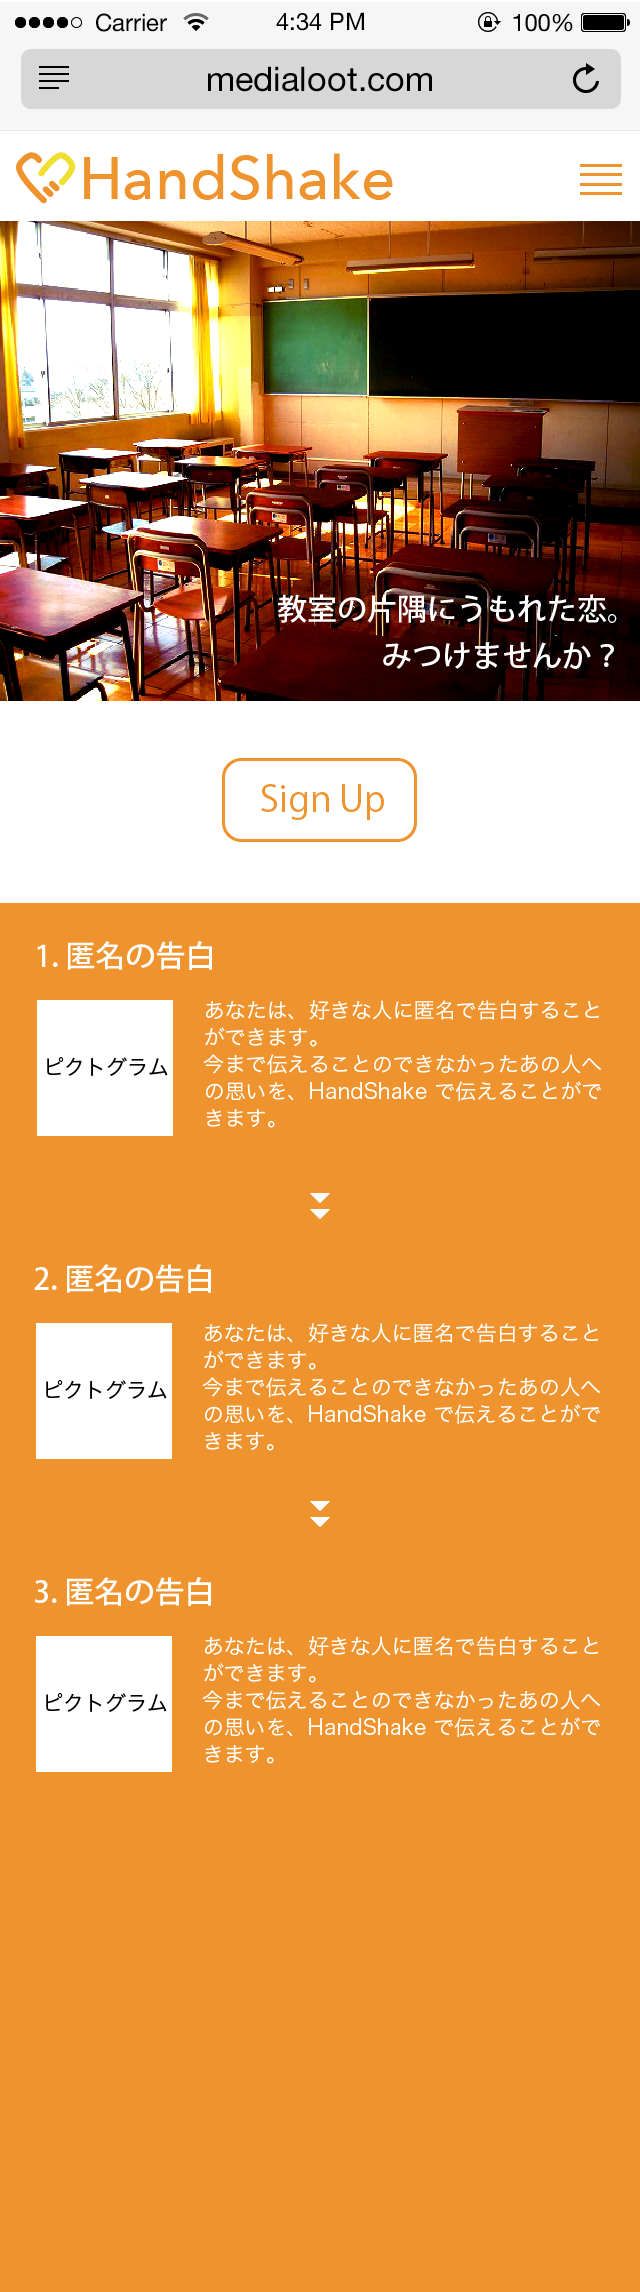 Carrier 4:34 PM 100%
medialoot.com
HandShake
教室の片隅にうもれた恋。
みつけませんか？
Sign Up
1. 匿名の告白
ピクトグラム
あなたは、好きな人に匿名で告白すること
ができます。
今まで伝えることのできなかったあの人へ
の思いを、HandShake で伝えることがで
きます。
2. 匿名の告白
ピクトグラム
あなたは、好きな人に匿名で告白すること
ができます。
今まで伝えることのできなかったあの人へ
の思いを、HandShake で伝えることがで
きます。
3. 匿名の告白
ピクトグラム
あなたは、好きな人に匿名で告白すること
ができます。
今まで伝えることのできなかったあの人へ
の思いを、HandShake で伝えることがで
きます。